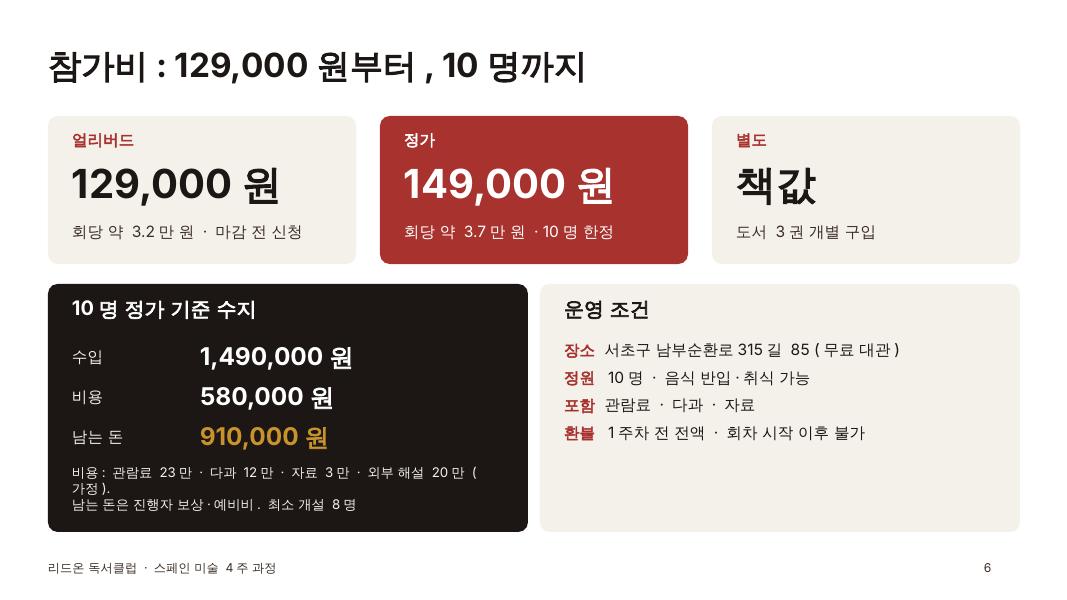 참가비 : 129,000 원부터 , 10 명까지
얼리버드
129,000 원
회당 약 3.2 만 원 · 마감 전 신청
정가
149,000 원
회당 약 3.7 만 원 · 10 명 한정
별도
책값
도서 3 권 개별 구입
10 명 정가 기준 수지
수입 1,490,000 원
비용 580,000 원
남는 돈 910,000 원
비용 : 관람료 23 만 · 다과 12 만 · 자료 3 만 · 외부 해설 20 만 (
가정 ).
남는 돈은 진행자 보상 · 예비비 . 최소 개설 8 명
운영 조건
장소 서초구 남부순환로 315 길 85 ( 무료 대관 )
정원 10 명 · 음식 반입 · 취식 가능
포함 관람료 · 다과 · 자료
환불 1 주차 전 전액 · 회차 시작 이후 불가
리드온 독서클럽 · 스페인 미술 4 주 과정
6